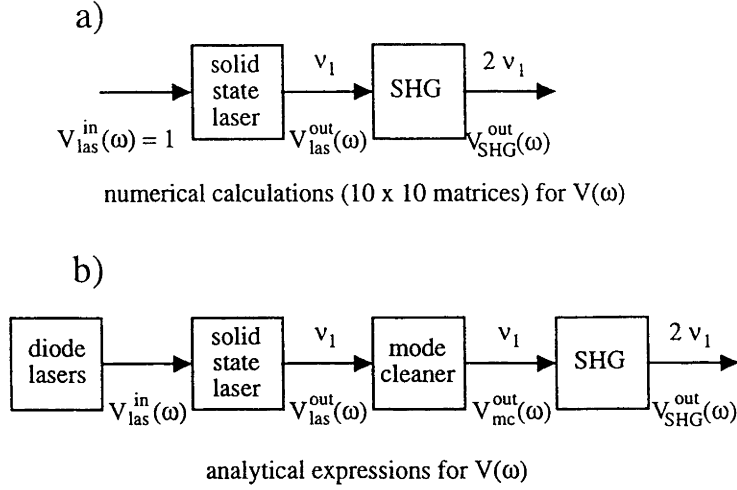 a)
solid state laser
ν₁
SHG
2 ν₁
V_las^in(ω) = 1
V_las^out(ω)
V_SHG^out(ω)
numerical calculations (10 x 10 matrices) for V(ω)
b)
diode lasers
solid state laser
ν₁
mode cleaner
ν₁
SHG
2 ν₁
V_las^in(ω)
V_las^out(ω)
V_mc^out(ω)
V_SHG^out(ω)
analytical expressions for V(ω)